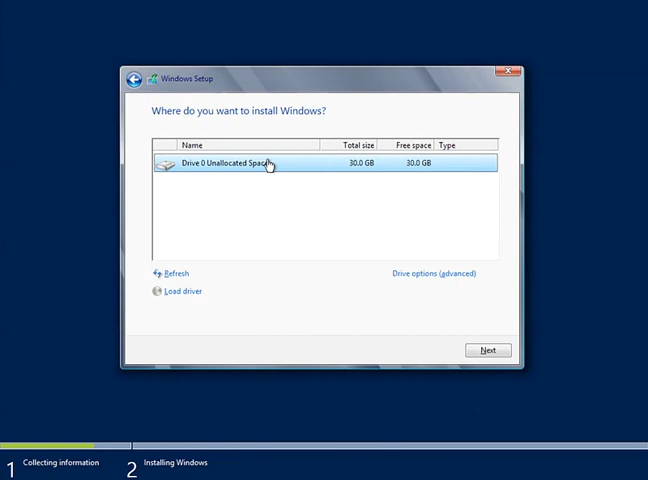 Windows Setup
Where do you want to install Windows?
Name Total size Free space Type
Drive 0 Unallocated Space 30.0 GB 30.0 GB
Refresh Drive options (advanced)
Load driver
Next
1 Collecting information 2 Installing Windows